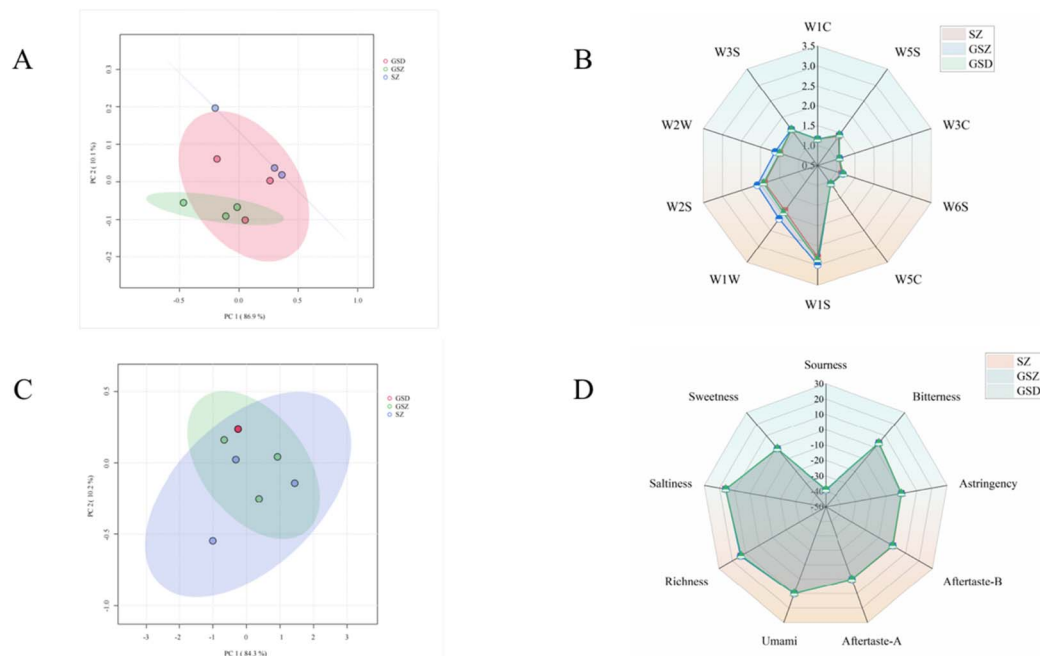 A
0.3
0.2
0.1
0.0
-0.1
-0.2
-0.5
0.0
0.5
1.0
PC 2 ( 10.1 %)
PC 1 ( 86.9 %)
GSD
GSZ
SZ
B
W1C
W5S
W3C
W6S
W5C
W1S
W1W
W2S
W2W
W3S
3.5
3.0
2.5
2.0
1.5
1.0
0.5
SZ
GSZ
GSD
C
0.5
0.0
-0.5
-1.0
-3
-2
-1
0
1
2
3
PC 2 ( 10.2 %)
PC 1 ( 84.3 %)
GSD
GSZ
SZ
D
Sourness
Bitterness
Astringency
Aftertaste-B
Aftertaste-A
Umami
Richness
Saltiness
Sweetness
30
20
10
0
-10
-20
-30
-40
-50
SZ
GSZ
GSD